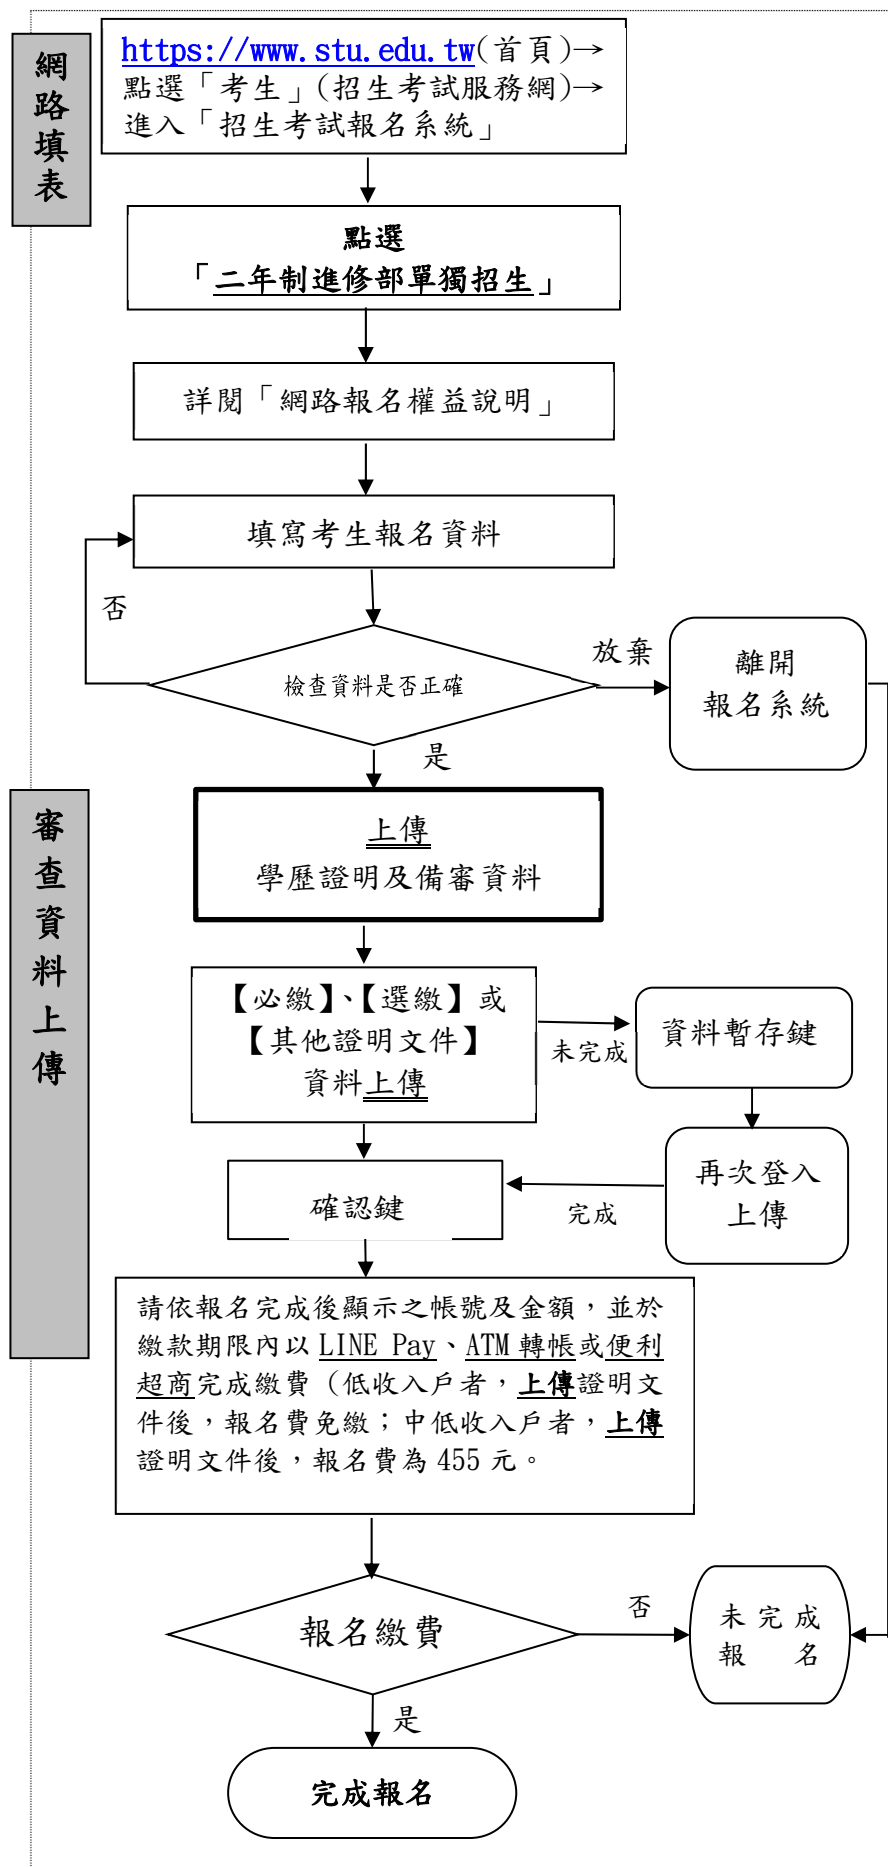 網路填表
https://www.stu.edu.tw(首頁)→
點選「考生」(招生考試服務網)→
進入「招生考試報名系統」
點選
「二年制進修部單獨招生」
詳閱「網路報名權益說明」
填寫考生報名資料
否
檢查資料是否正確
放棄
離開
報名系統
是
審查資料上傳
上傳
學歷證明及備審資料
【必繳】、【選繳】或
【其他證明文件】
資料上傳
未完成
資料暫存鍵
再次登入
上傳
完成
確認鍵
請依報名完成後顯示之帳號及金額，並於
繳款期限內以 LINE Pay、ATM 轉帳或便利
超商完成繳費（低收入戶者，上傳證明文
件後，報名費免繳；中低收入戶者，上傳
證明文件後，報名費為 455 元。
報名繳費
否
未完成
報 名
是
完成報名